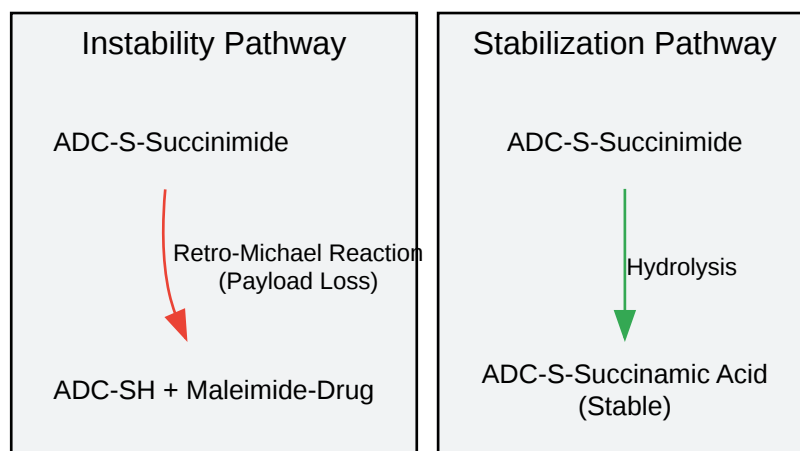 Instability Pathway
ADC-S-Succinimide
Retro-Michael Reaction
(Payload Loss)
ADC-SH + Maleimide-Drug
Stabilization Pathway
ADC-S-Succinimide
Hydrolysis
ADC-S-Succinamic Acid
(Stable)